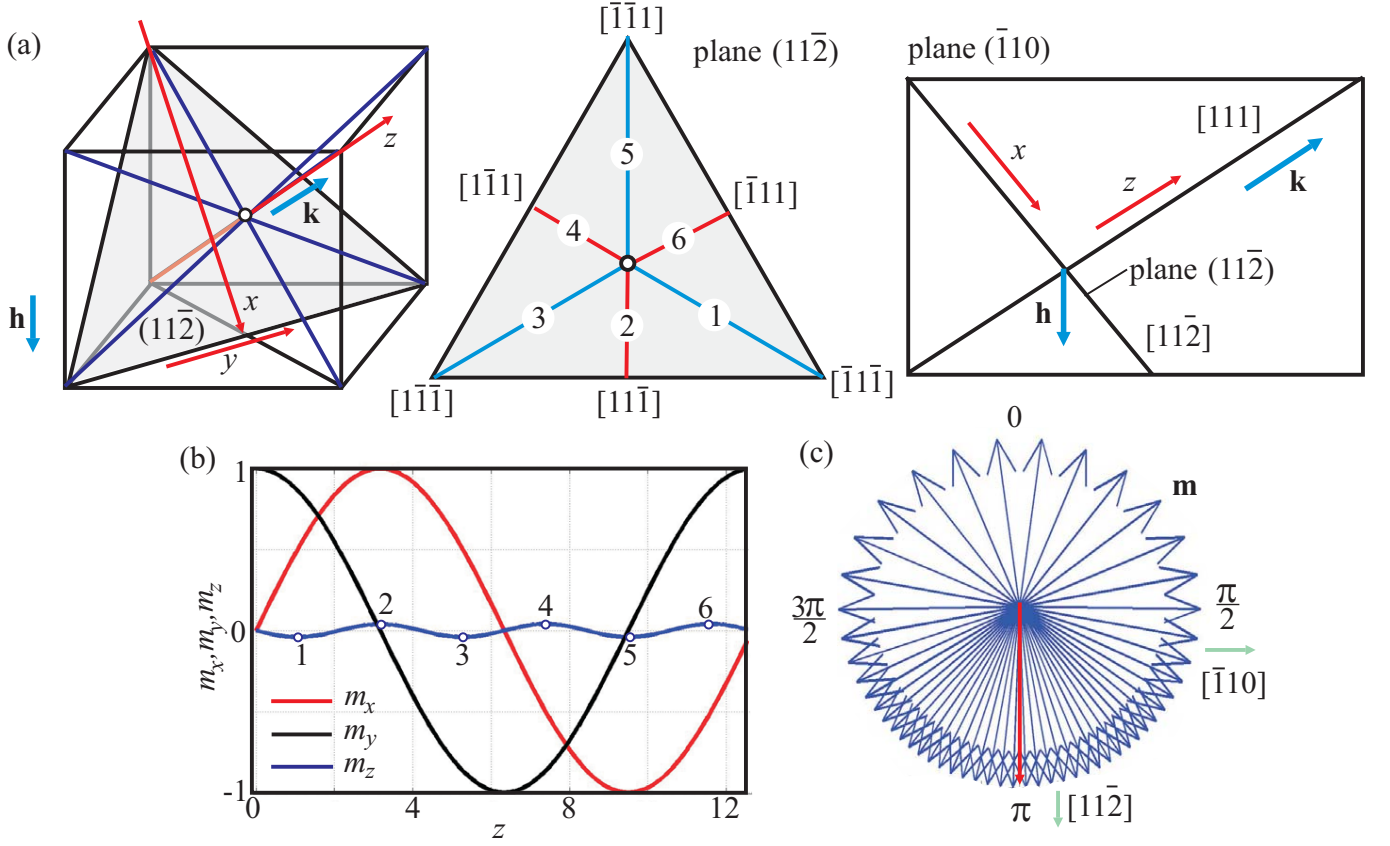 (a)
z
k
h
x
(11̅2̅)
y
[1̅1̅1]
plane (112̅)
5
[11̅1]
[1̅11]
4
6
3
2
1
[11̅1̅]
[111̅]
[1̅11̅]
plane (1̅10)
[111]
x
z
k
plane (112̅)
h
[112̅]
(b)
1
0
-1
m_x, m_y, m_z
1
2
3
4
5
6
m_x
m_y
m_z
0
4
8
12
z
(c)
0
m
3π/2
π/2
[1̅10]
π
[112̅]